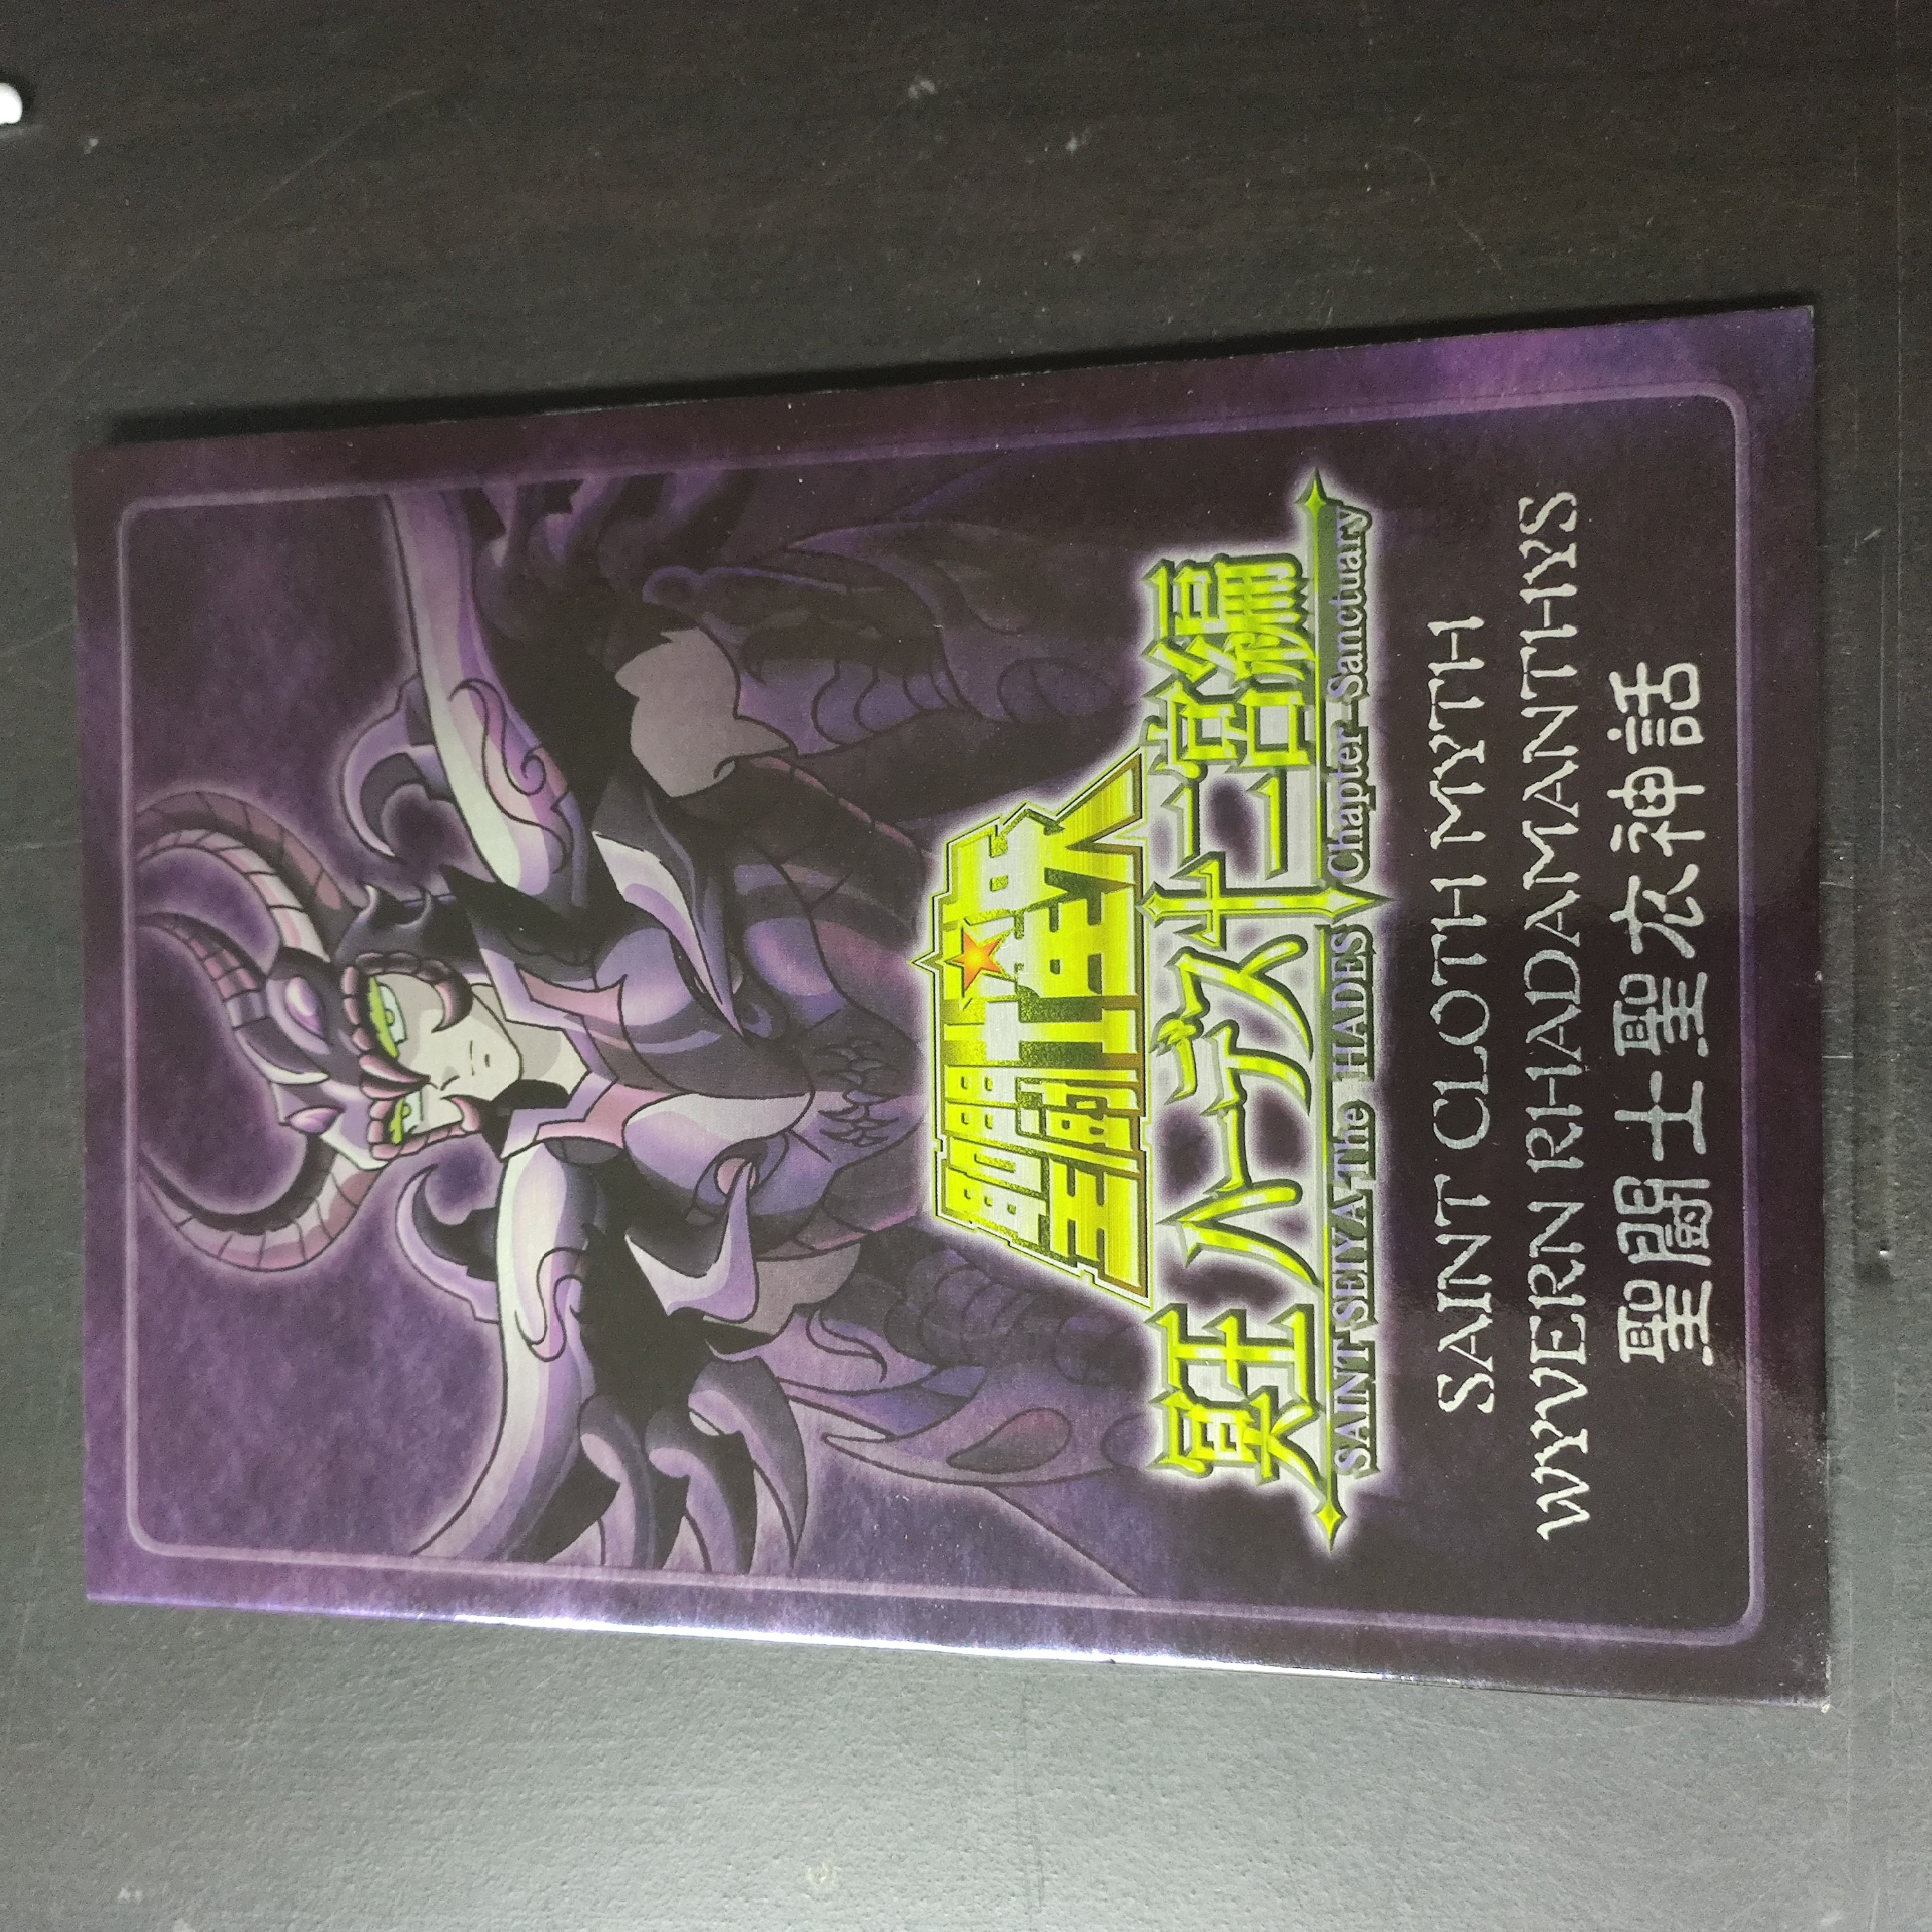 聖闘士星矢
冥王ハーデス十二宮編
SAINT SEIYA The HADES Chapter-Sanctuary
SAINT CLOTH MYTH
WYVERN RHADAMANTHYS
聖闘士聖衣神話